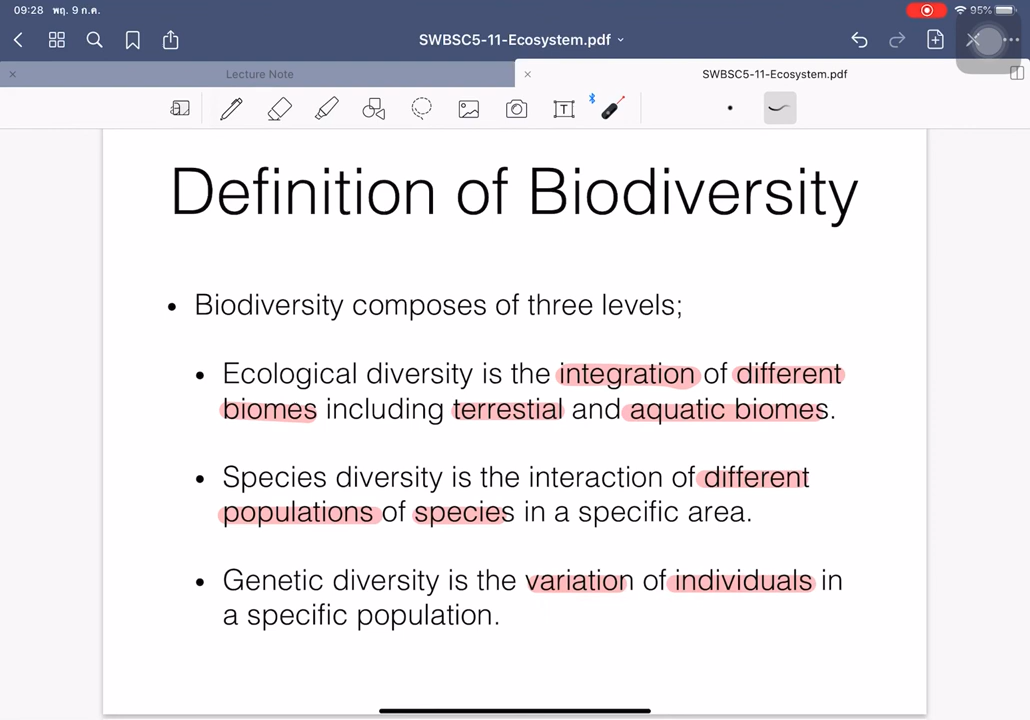 09:28 พฤ. 9 ก.ค.
95%
SWBSC5-11-Ecosystem.pdf
Lecture Note
SWBSC5-11-Ecosystem.pdf
T
Definition of Biodiversity
• Biodiversity composes of three levels;
• Ecological diversity is the integration of different
biomes including terrestial and aquatic biomes.
• Species diversity is the interaction of different
populations of species in a specific area.
• Genetic diversity is the variation of individuals in
a specific population.